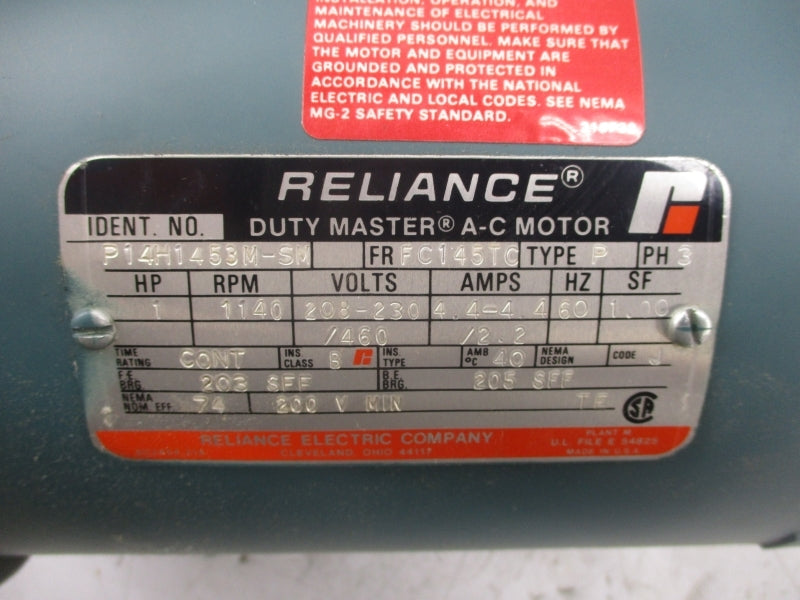 INSTALLATION, OPERATION, AND
MAINTENANCE OF ELECTRICAL
MACHINERY SHOULD BE PERFORMED BY
QUALIFIED PERSONNEL. MAKE SURE THAT
THE MOTOR AND EQUIPMENT ARE
GROUNDED AND PROTECTED IN
ACCORDANCE WITH THE NATIONAL
ELECTRIC AND LOCAL CODES. SEE NEMA
MG-2 SAFETY STANDARD.
RELIANCE®
IDENT. NO. DUTY MASTER® A-C MOTOR
P14H1453M-SM FR FC145TC TYPE P PH 3
HP RPM VOLTS AMPS HZ SF
1 1140 208-230 4.4-4.4 60 1.00
/460 /2.2
TIME RATING CONT INS. CLASS B INS. TYPE AMB °C 40 NEMA DESIGN CODE J
BRG. 203 SFF B.E. BRG. 205 SFF
NEMA NOM. EFF. 74 200 V MIN TE SA
RELIANCE ELECTRIC COMPANY PLANT M
CLEVELAND, OHIO 44117 U.L. FILE E 54825
MADE IN U.S.A.